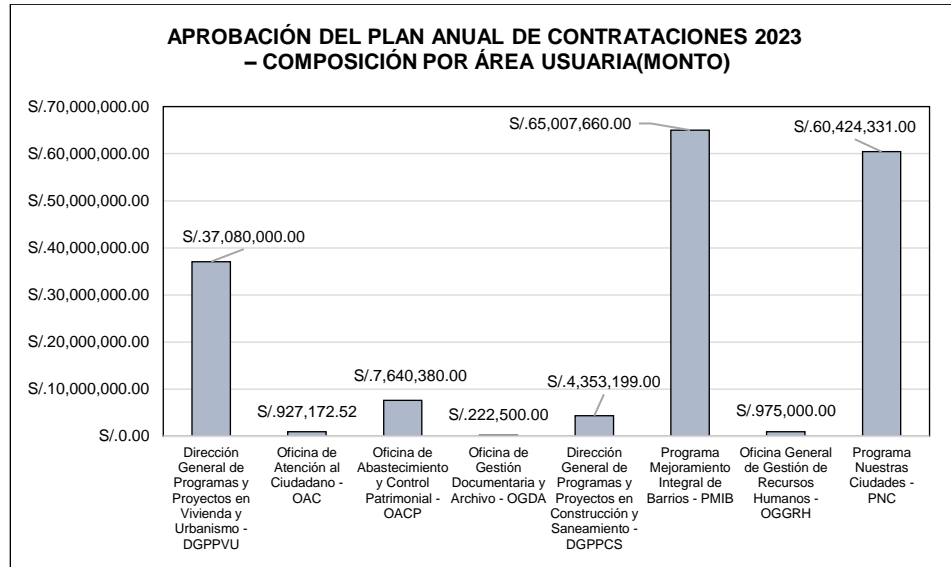 APROBACIÓN DEL PLAN ANUAL DE CONTRATACIONES 2023
– COMPOSICIÓN POR ÁREA USUARIA(MONTO)
S/.70,000,000.00
S/.60,000,000.00
S/.50,000,000.00
S/.40,000,000.00
S/.30,000,000.00
S/.20,000,000.00
S/.10,000,000.00
S/.0.00
S/.37,080,000.00
S/.927,172.52
S/.7,640,380.00
S/.222,500.00
S/.4,353,199.00
S/.65,007,660.00
S/.975,000.00
S/.60,424,331.00
Dirección
General de
Programas y
Proyectos en
Vivienda y
Urbanismo -
DGPPVU
Oficina de
Atención al
Ciudadano -
OAC
Oficina de
Abastecimiento
y Control
Patrimonial -
OACP
Oficina de
Gestión
Documentaria y
Archivo - OGDA
Dirección
General de
Programas y
Proyectos en
Construcción y
Saneamiento -
DGPPCS
Programa
Mejoramiento
Integral de
Barrios - PMIB
Oficina General
de Gestión de
Recursos
Humanos -
OGGRH
Programa
Nuestras
Ciudades -
PNC